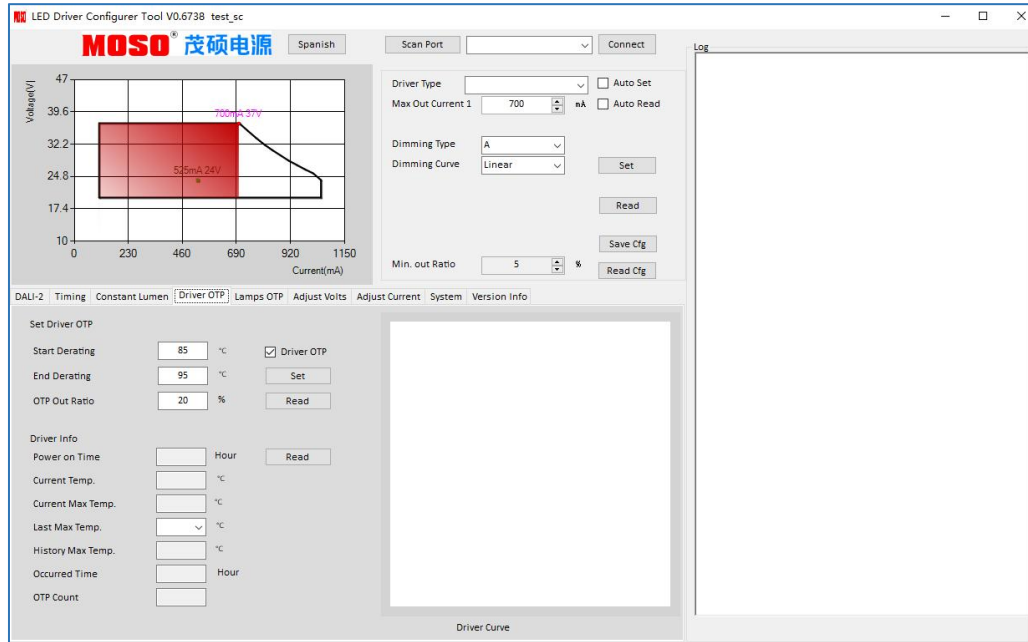 LED Driver Configurer Tool V0.6738 test_sc
MOSO® 茂硕电源
Spanish
Scan Port
Connect
Log
Voltage(V)
47
39.6
32.2
24.8
17.4
10
700mA 37V
525mA 24V
0 230 460 690 920 1150
Current(mA)
Driver Type
Auto Set
Max Out Current 1 700 mA
Auto Read
Dimming Type A
Dimming Curve Linear
Set
Read
Save Cfg
Min. out Ratio 5 %
Read Cfg
DALI-2 Timing Constant Lumen Driver OTP Lamps OTP Adjust Volts Adjust Current System Version Info
Set Driver OTP
Start Derating 85 °C
Driver OTP
End Derating 95 °C
Set
OTP Out Ratio 20 %
Read
Driver Info
Power on Time Hour
Read
Current Temp. °C
Current Max Temp. °C
Last Max Temp. °C
History Max Temp. °C
Occurred Time Hour
OTP Count
Driver Curve